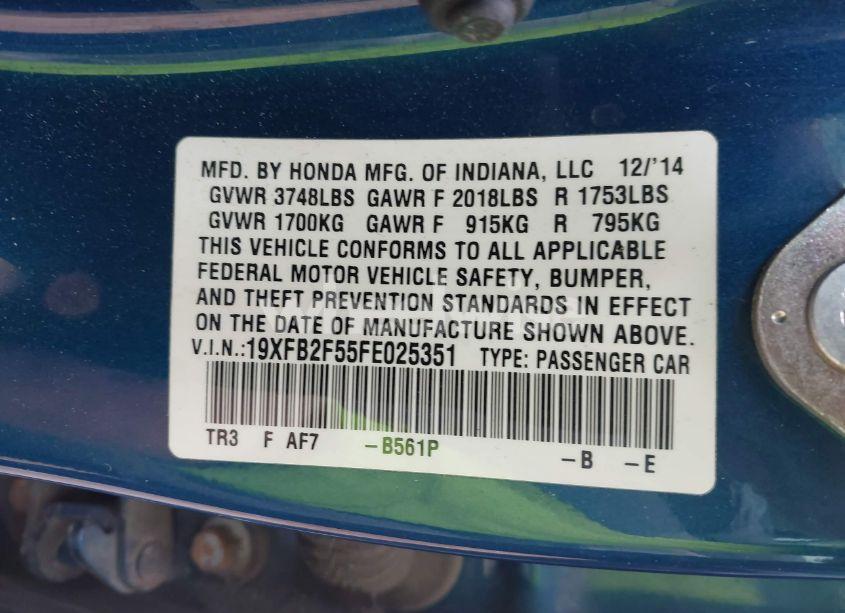 MFD. BY HONDA MFG. OF INDIANA, LLC 12/'14
GVWR 3748LBS GAWR F 2018LBS R 1753LBS
GVWR 1700KG GAWR F 915KG R 795KG
THIS VEHICLE CONFORMS TO ALL APPLICABLE
FEDERAL MOTOR VEHICLE SAFETY, BUMPER,
AND THEFT PREVENTION STANDARDS IN EFFECT
ON THE DATE OF MANUFACTURE SHOWN ABOVE.
V.I.N.:19XFB2F55FE025351 TYPE: PASSENGER CAR
TR3 F AF7 –B561P –B –E